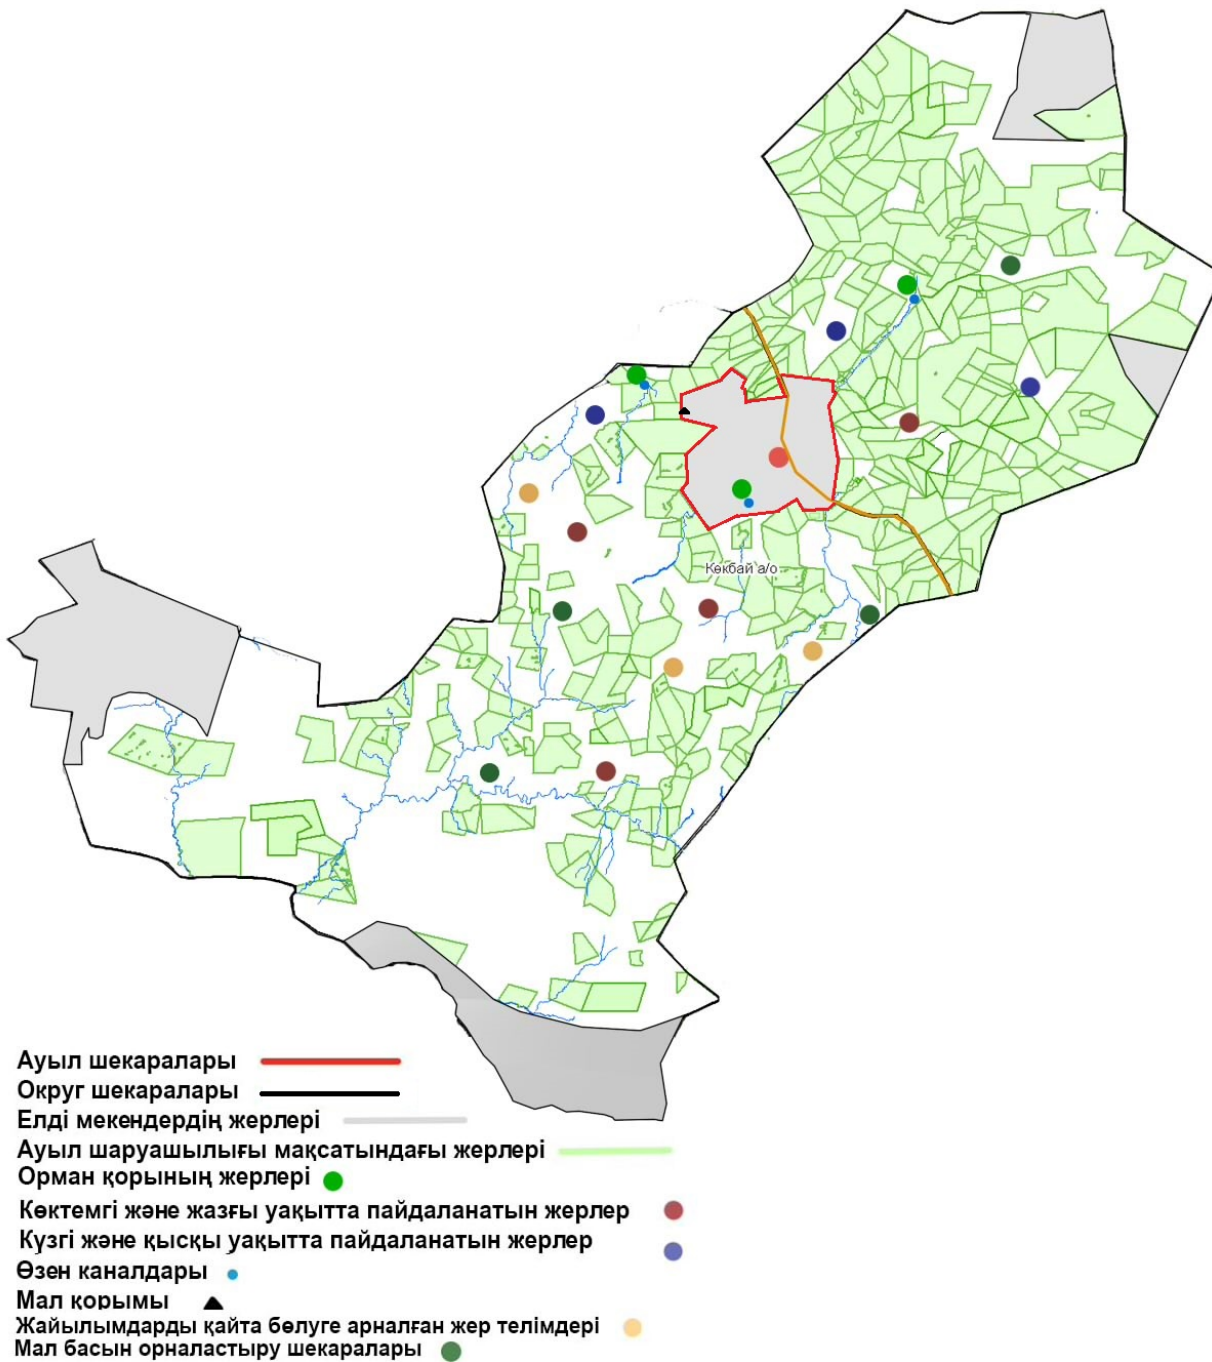 Көкбай а/о
Ауыл шекаралары
Округ шекаралары
Елді мекендердің жерлері
Ауыл шаруашылығы мақсатындағы жерлері
Орман қорының жерлері
Көктемгі және жазғы уақытта пайдаланатын жерлер
Күзгі және қысқы уақытта пайдаланатын жерлер
Өзен каналдары
Мал қорымы
Жайылымдарды қайта бөлуге арналған жер телімдері
Мал басын орналастыру шекаралары